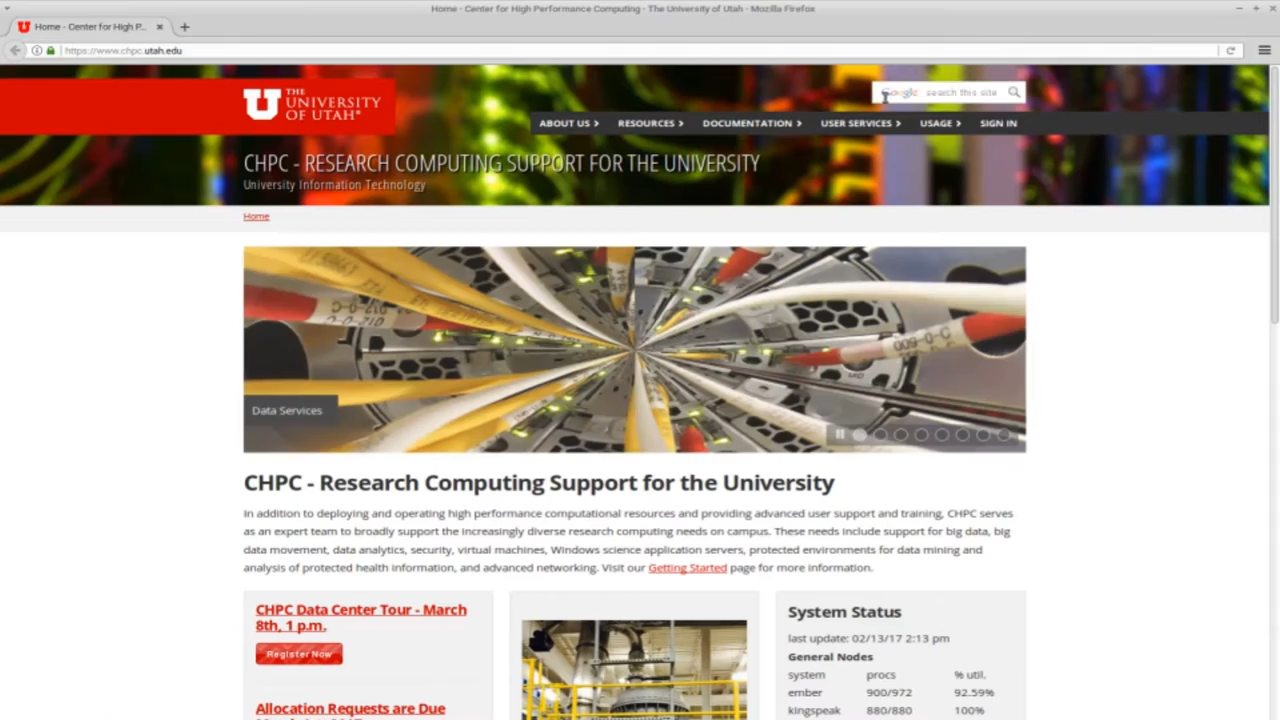 Home - Center for High Performance Computing - The University of Utah - Mozilla Firefox
Home - Center for High P...
https://www.chpc.utah.edu
THE
UNIVERSITY
OF UTAH®
Google search this site
ABOUT US RESOURCES DOCUMENTATION USER SERVICES USAGE SIGN IN
CHPC - RESEARCH COMPUTING SUPPORT FOR THE UNIVERSITY
University Information Technology
Home
009-0-C
Data Services
CHPC - Research Computing Support for the University
In addition to deploying and operating high performance computational resources and providing advanced user support and training, CHPC serves
as an expert team to broadly support the increasingly diverse research computing needs on campus. These needs include support for big data, big
data movement, data analytics, security, virtual machines, Windows science application servers, protected environments for data mining and
analysis of protected health information, and advanced networking. Visit our Getting Started page for more information.
CHPC Data Center Tour - March
8th, 1 p.m.
Register Now
Allocation Requests are Due
System Status
last update: 02/13/17 2:13 pm
General Nodes
system procs % util.
ember 900/972 92.59%
kingspeak 880/880 100%